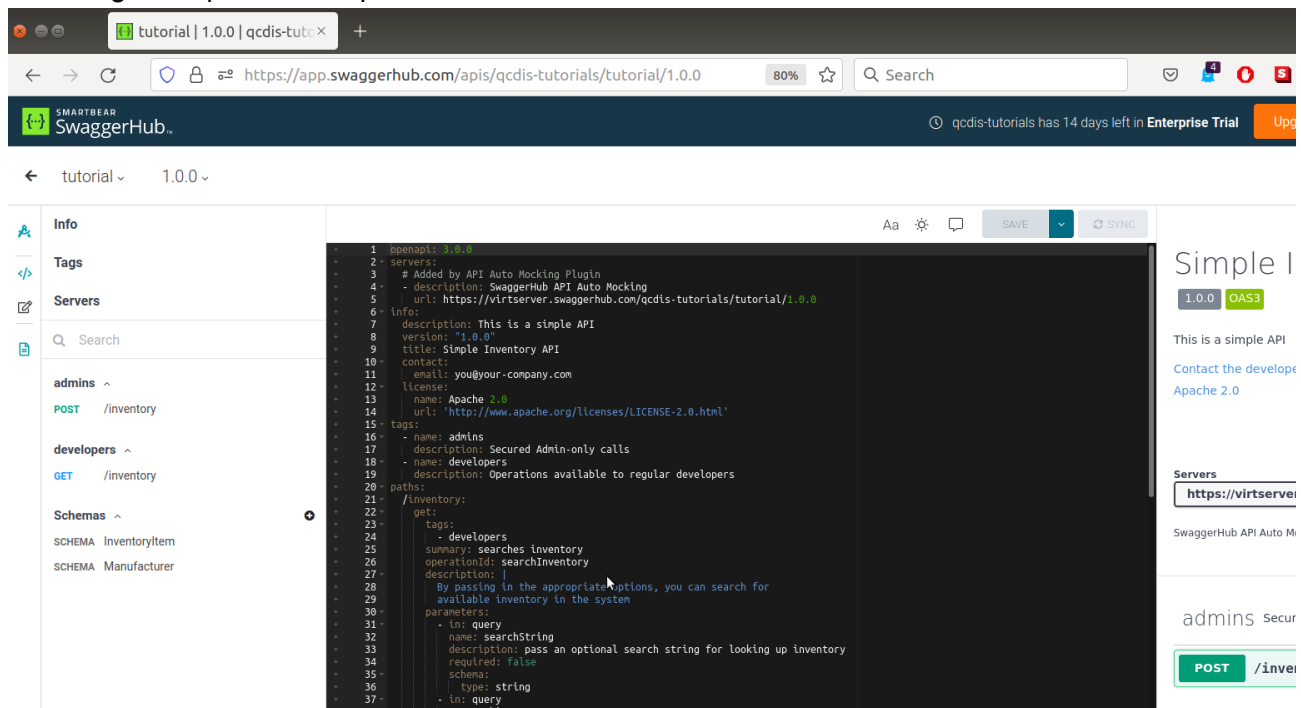 tutorial | 1.0.0 | qcdis-tuto
https://app.swaggerhub.com/apis/qcdis-tutorials/tutorial/1.0.0
80%
Search
4
S
SMARTBEAR
SwaggerHub
qcdis-tutorials has 14 days left in Enterprise Trial
Upg
tutorial
1.0.0
Info
Tags
Servers
Search
admins
POST /inventory
developers
GET /inventory
Schemas
SCHEMA InventoryItem
SCHEMA Manufacturer
Aa
SAVE
SYNC
1 openapi: 3.0.0
2 servers:
3 # Added by API Auto Mocking Plugin
4 - description: SwaggerHub API Auto Mocking
5 url: https://virtserver.swaggerhub.com/qcdis-tutorials/tutorial/1.0.0
6 info:
7 description: This is a simple API
8 version: "1.0.0"
9 title: Simple Inventory API
10 contact:
11 email: you@your-company.com
12 license:
13 name: Apache 2.0
14 url: 'http://www.apache.org/licenses/LICENSE-2.0.html'
15 tags:
16 - name: admins
17 description: Secured Admin-only calls
18 - name: developers
19 description: Operations available to regular developers
20 paths:
21 /inventory:
22 get:
23 tags:
24 - developers
25 summary: searches inventory
26 operationId: searchInventory
27 description: |
28 By passing in the appropriate options, you can search for
29 available inventory in the system
30 parameters:
31 - in: query
32 name: searchString
33 description: pass an optional search string for looking up inventory
34 required: false
35 schema:
36 type: string
37 - in: query
Simple I
1.0.0 OAS3
This is a simple API
Contact the develope
Apache 2.0
Servers
https://virtserver
SwaggerHub API Auto Mo
admins Secur
POST /inven